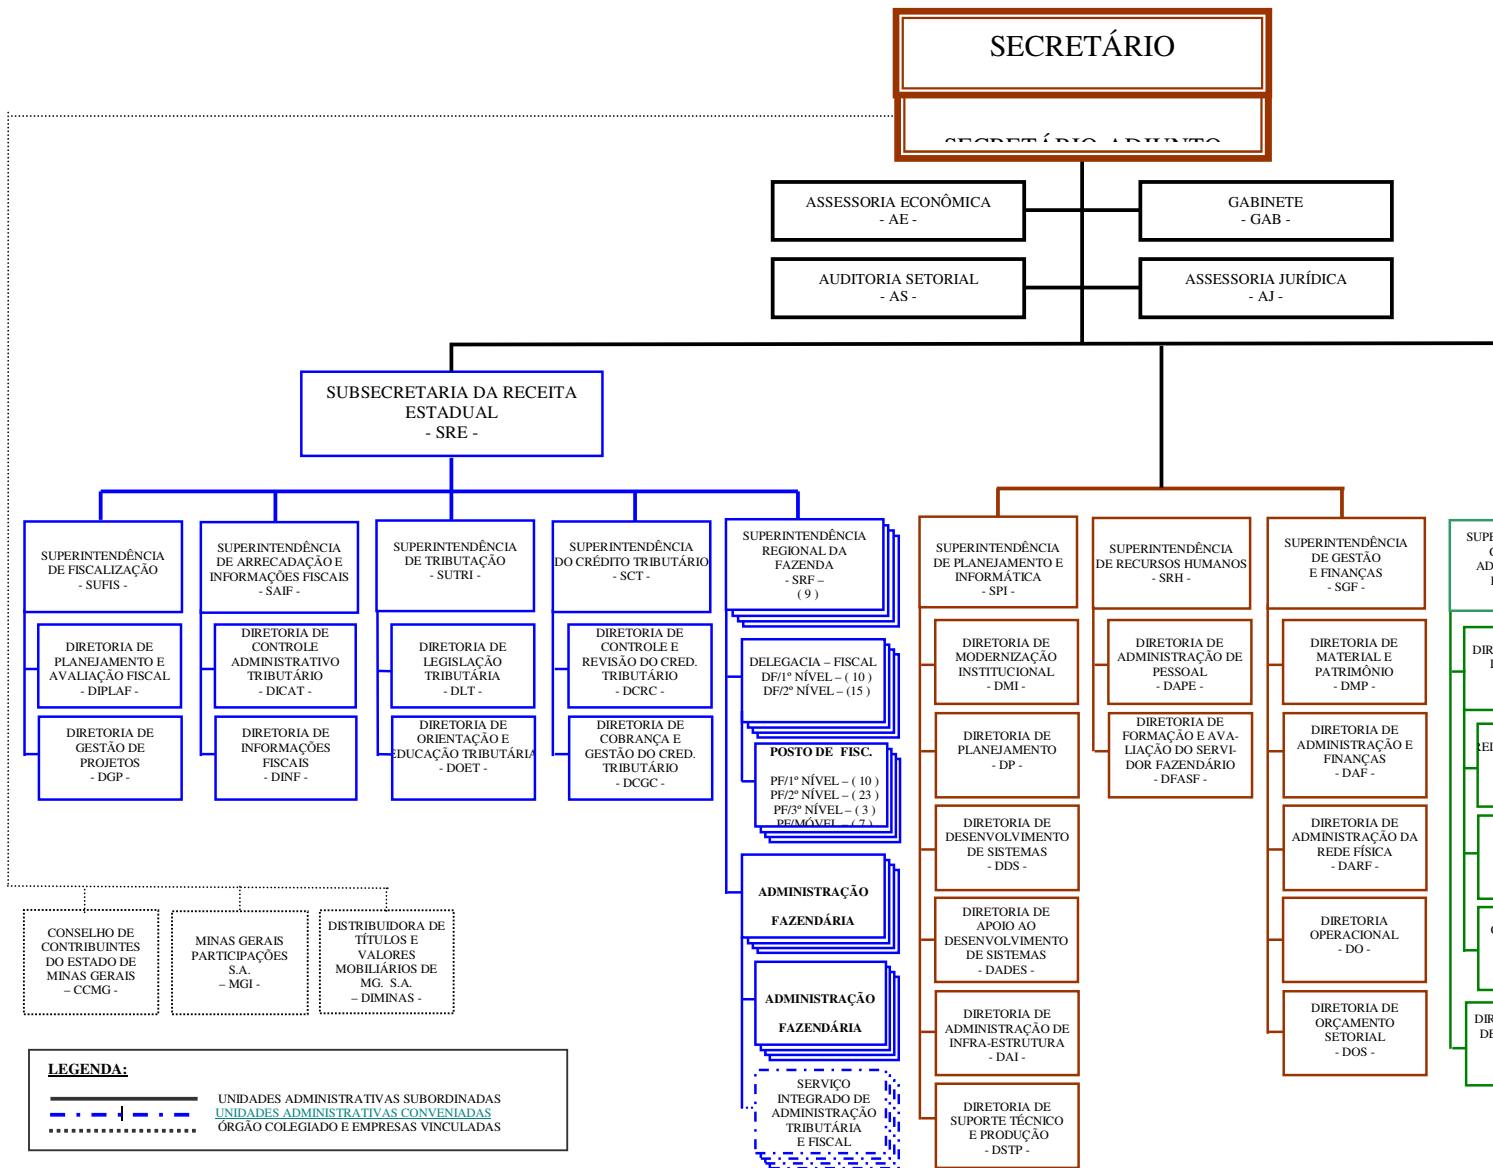 SECRETÁRIO
SECRETÁRIO ADJUNTO
ASSESSORIA ECONÔMICA
- AE -
GABINETE
- GAB -
AUDITORIA SETORIAL
- AS -
ASSESSORIA JURÍDICA
- AJ -
SUBSECRETARIA DA RECEITA
ESTADUAL
- SRE -
SUPERINTENDÊNCIA
DE FISCALIZAÇÃO
- SUFIS -
DIRETORIA DE
PLANEJAMENTO E
AVALIAÇÃO FISCAL
- DIPLAF -
DIRETORIA DE
GESTÃO DE
PROJETOS
- DGP -
SUPERINTENDÊNCIA
DE ARRECADAÇÃO E
INFORMAÇÕES FISCAIS
- SAIF -
DIRETORIA DE
CONTROLE
ADMINISTRATIVO
TRIBUTÁRIO
- DICAT -
DIRETORIA DE
INFORMAÇÕES
FISCAIS
- DINF -
SUPERINTENDÊNCIA
DE TRIBUTAÇÃO
- SUTRI -
DIRETORIA DE
LEGISLAÇÃO
TRIBUTÁRIA
- DLT -
DIRETORIA DE
ORIENTAÇÃO E
EDUCAÇÃO TRIBUTÁRIA
- DOET -
SUPERINTENDÊNCIA
DO CRÉDITO TRIBUTÁRIO
- SCT -
DIRETORIA DE
CONTROLE E
REVISÃO DO CRED.
TRIBUTÁRIO
- DCRC -
DIRETORIA DE
COBRANÇA E
GESTÃO DO CRED.
TRIBUTÁRIO
- DCGC -
SUPERINTENDÊNCIA
REGIONAL DA
FAZENDA
- SRF –
( 9 )
DELEGACIA – FISCAL
DF/1º NÍVEL – ( 10 )
DF/2º NÍVEL – (15 )
POSTO DE FISC.
PF/1º NÍVEL – ( 10 )
PF/2º NÍVEL – ( 23 )
PF/3º NÍVEL – ( 3 )
PF/MÓVEL – ( 7 )
ADMINISTRAÇÃO
FAZENDÁRIA
ADMINISTRAÇÃO
FAZENDÁRIA
SERVIÇO
INTEGRADO DE
ADMINISTRAÇÃO
TRIBUTÁRIA
E FISCAL
SUPERINTENDÊNCIA
DE PLANEJAMENTO E
INFORMÁTICA
- SPI -
DIRETORIA DE
MODERNIZAÇÃO
INSTITUCIONAL
- DMI -
DIRETORIA DE
PLANEJAMENTO
- DP -
DIRETORIA DE
DESENVOLVIMENTO
DE SISTEMAS
- DDS -
DIRETORIA DE
APOIO AO
DESENVOLVIMENTO
DE SISTEMAS
- DADES -
DIRETORIA DE
ADMINISTRAÇÃO DE
INFRA-ESTRUTURA
- DAI -
DIRETORIA DE
SUPORTE TÉCNICO
E PRODUÇÃO
- DSTP -
SUPERINTENDÊNCIA
DE RECURSOS HUMANOS
- SRH -
DIRETORIA DE
ADMINISTRAÇÃO DE
PESSOAL
- DAPE -
DIRETORIA DE
FORMAÇÃO E AVA-
LIAÇÃO DO SERVI-
DOR FAZENDÁRIO
- DFASF -
SUPERINTENDÊNCIA
DE GESTÃO
E FINANÇAS
- SGF -
DIRETORIA DE
MATERIAL E
PATRIMÔNIO
- DMP -
DIRETORIA DE
ADMINISTRAÇÃO E
FINANÇAS
- DAF -
DIRETORIA DE
ADMINISTRAÇÃO DA
REDE FÍSICA
- DARF -
DIRETORIA
OPERACIONAL
- DO -
DIRETORIA DE
ORÇAMENTO
SETORIAL
- DOS -
CONSELHO DE
CONTRIBUINTES
DO ESTADO DE
MINAS GERAIS
– CCMG -
MINAS GERAIS
PARTICIPAÇÕES
S.A.
– MGI -
DISTRIBUIDORA DE
TÍTULOS E
VALORES
MOBILIÁRIOS DE
MG. S.A.
– DIMINAS -
LEGENDA:
UNIDADES ADMINISTRATIVAS SUBORDINADAS
UNIDADES ADMINISTRATIVAS CONVENIADAS
ÓRGÃO COLEGIADO E EMPRESAS VINCULADAS